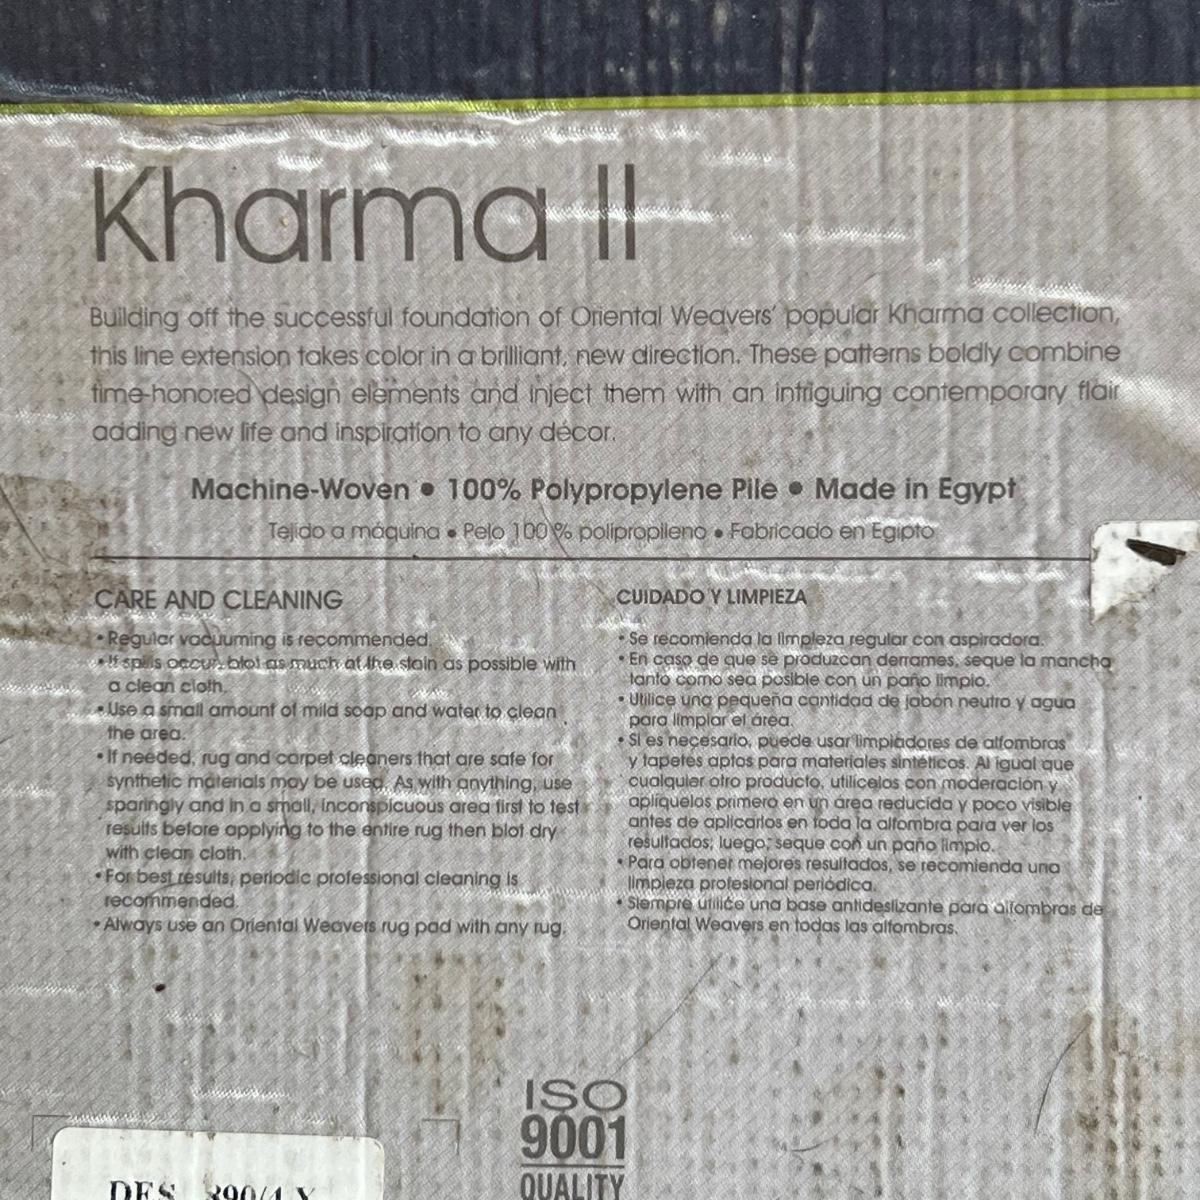 Kharma II
Building off the successful foundation of Oriental Weavers' popular Kharma collection,
this line extension takes color in a brilliant, new direction. These patterns boldly combine
time-honored design elements and inject them with an intriguing contemporary flair
adding new life and inspiration to any décor.
Machine-Woven • 100% Polypropylene Pile • Made in Egypt
Tejido a máquina • Pelo 100% polipropileno • Fabricado en Egipto
CARE AND CLEANING
• Regular vacuuming is recommended.
• If spills occur, blot as much of the stain as possible with
a clean cloth.
• Use a small amount of mild soap and water to clean
the area.
• If needed, rug and carpet cleaners that are safe for
synthetic materials may be used. As with anything, use
sparingly and in a small, inconspicuous area first to test
results before applying to the entire rug then blot dry
with clean cloth.
• For best results, periodic professional cleaning is
recommended.
• Always use an Oriental Weavers rug pad with any rug.
CUIDADO Y LIMPIEZA
• Se recomienda la limpieza regular con aspiradora.
• En caso de que se produzcan derrames, seque la mancha
tanto como sea posible con un paño limpio.
• Utilice una pequeña cantidad de jabón neutro y agua
para limpiar el área.
• Si es necesario, puede usar limpiadores de alfombras
y tapetes aptos para materiales sintéticos. Al igual que
cualquier otro producto, utilícelos con moderación y
aplíquelos primero en un área reducida y poco visible
antes de aplicarlos en toda la alfombra para ver los
resultados; luego, seque con un paño limpio.
• Para obtener mejores resultados, se recomienda una
limpieza profesional periódica.
• Siempre utilice una base antideslizante para alfombras de
Oriental Weavers en todas las alfombras.
ISO
9001
QUALITY
DES